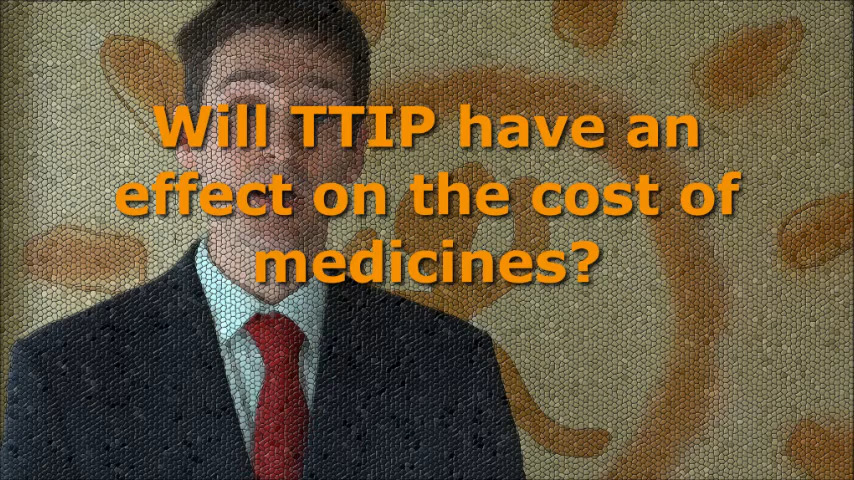 Will TTIP have an
effect on the cost of
medicines?